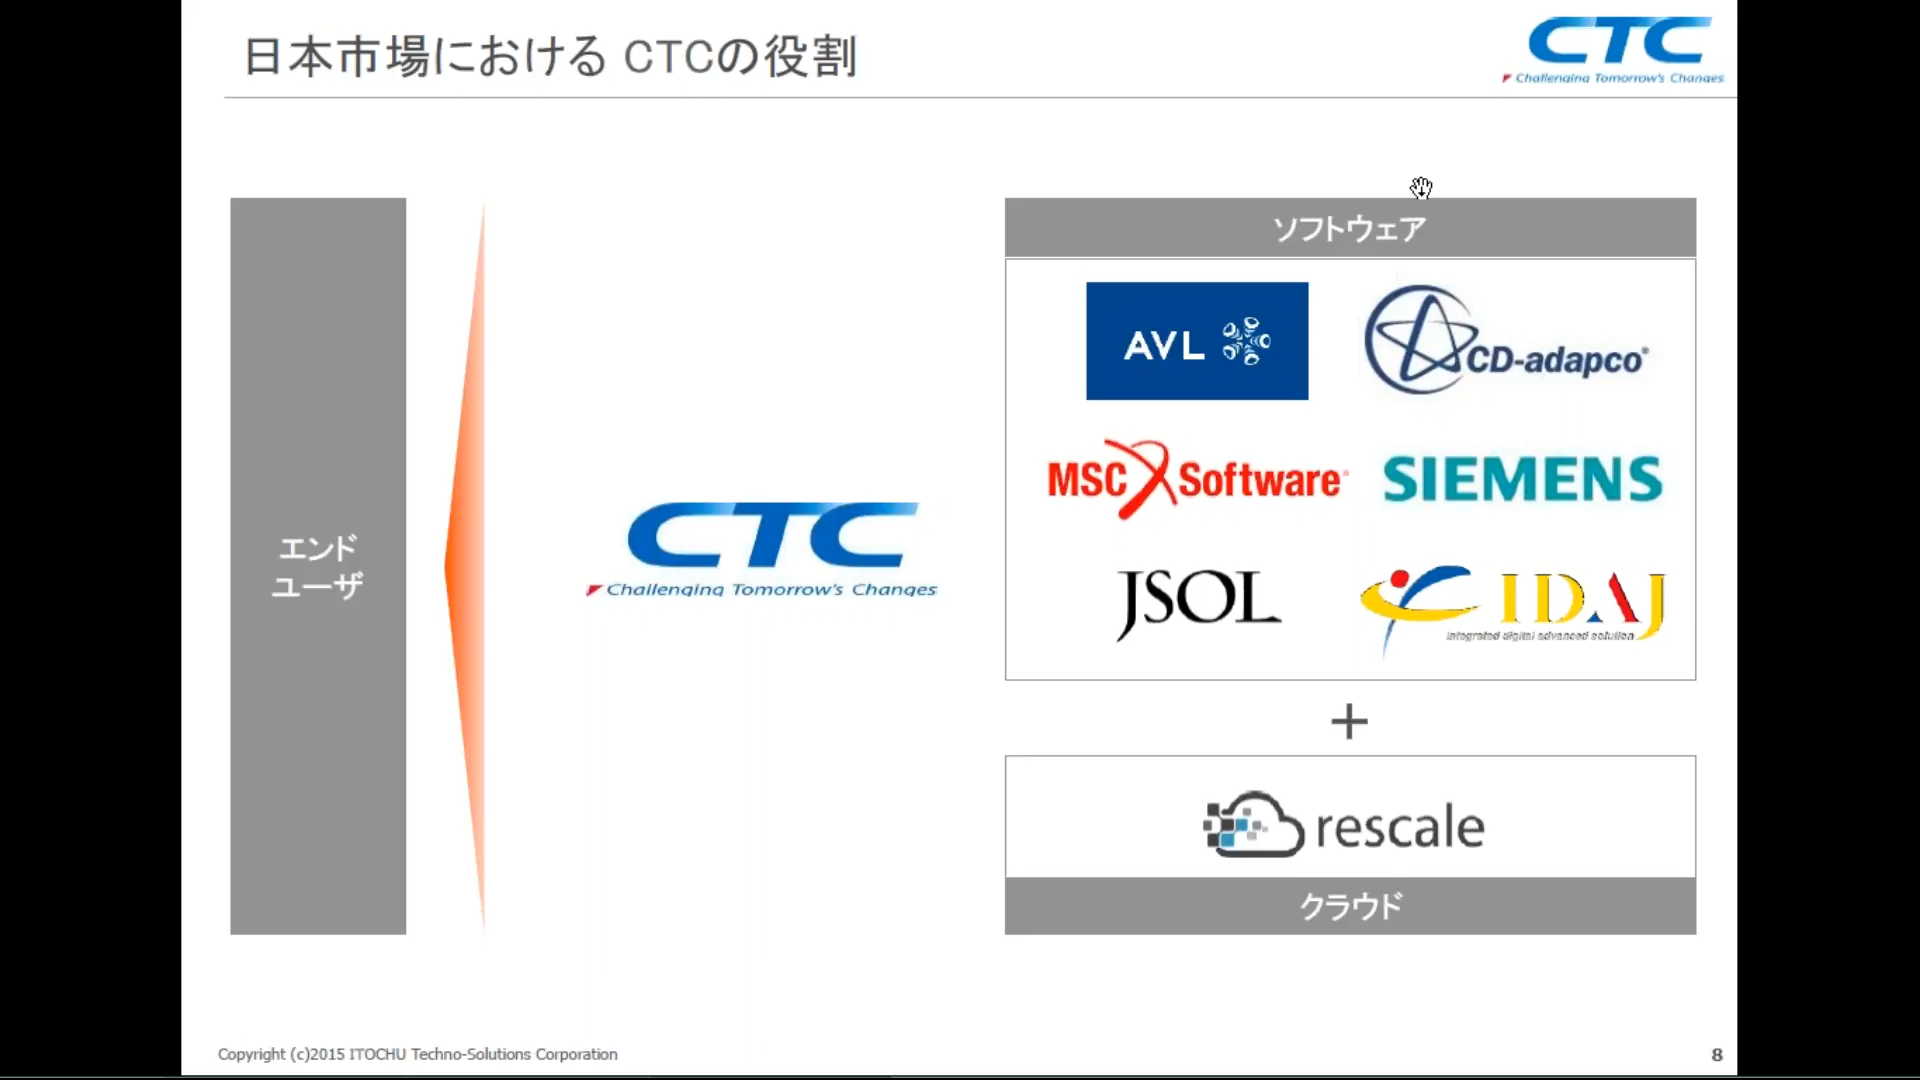 日本市場における CTCの役割
CTC
Challenging Tomorrow's Changes
エンド
ユーザ
CTC
Challenging Tomorrow's Changes
ソフトウェア
AVL
CD-adapco®
MSC Software®
SIEMENS
JSOL
IDAJ
integrated digital advanced solution
+
rescale
クラウド
Copyright (c)2015 ITOCHU Techno-Solutions Corporation
8